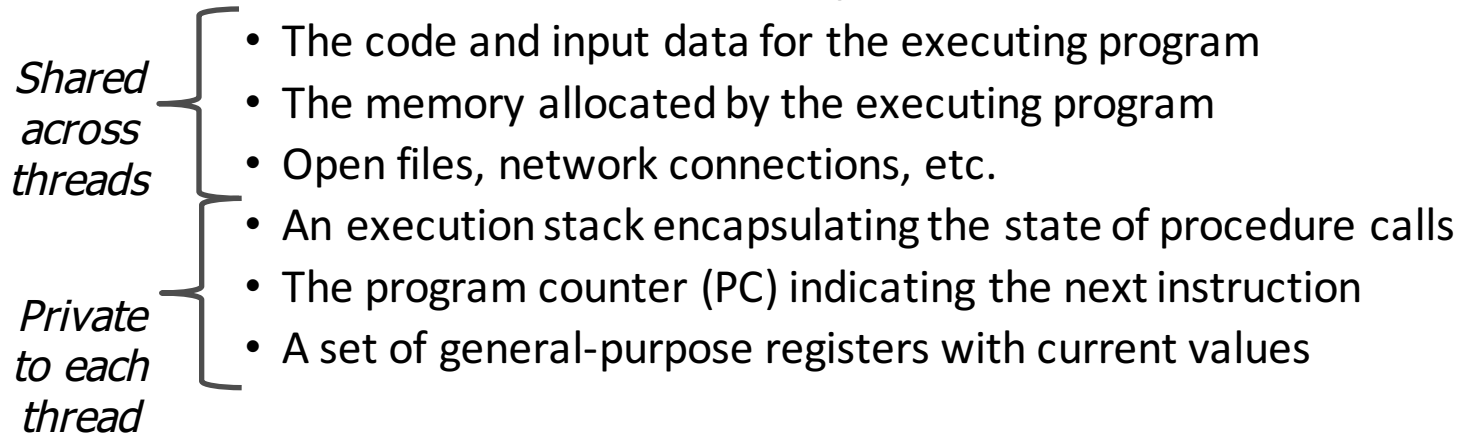 Shared
across
threads
• The code and input data for the executing program
• The memory allocated by the executing program
• Open files, network connections, etc.
Private
to each
thread
• An execution stack encapsulating the state of procedure calls
• The program counter (PC) indicating the next instruction
• A set of general-purpose registers with current values